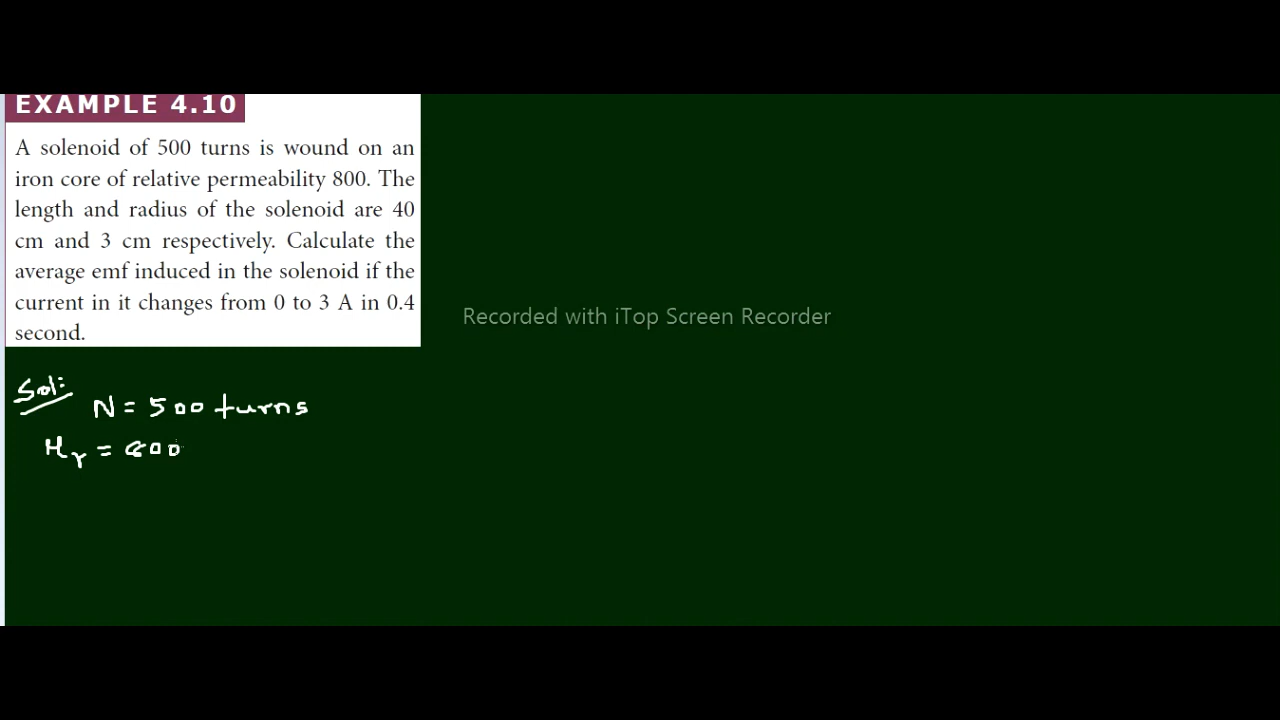 EXAMPLE 4.10
A solenoid of 500 turns is wound on an
iron core of relative permeability 800. The
length and radius of the solenoid are 40
cm and 3 cm respectively. Calculate the
average emf induced in the solenoid if the
current in it changes from 0 to 3 A in 0.4
second.
Recorded with iTop Screen Recorder
Sol:
N = 500 turns
μr = 800